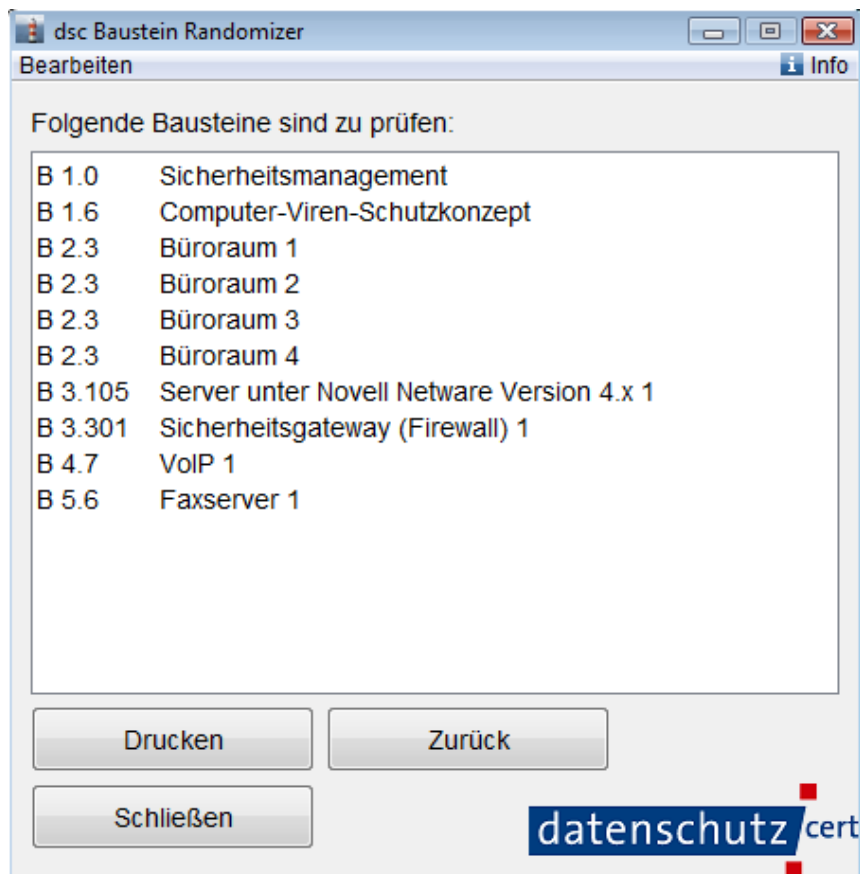 dsc Baustein Randomizer
Bearbeiten Info
Folgende Bausteine sind zu prüfen:
B 1.0 Sicherheitsmanagement
B 1.6 Computer-Viren-Schutzkonzept
B 2.3 Büroraum 1
B 2.3 Büroraum 2
B 2.3 Büroraum 3
B 2.3 Büroraum 4
B 3.105 Server unter Novell Netware Version 4.x 1
B 3.301 Sicherheitsgateway (Firewall) 1
B 4.7 VoIP 1
B 5.6 Faxserver 1
Drucken Zurück
Schließen
datenschutz cert